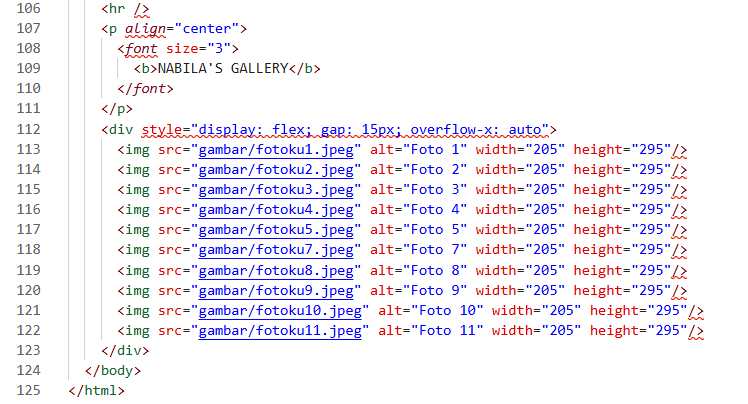 106 <hr />
107 <p align="center">
108 <font size="3">
109 <b>NABILA'S GALLERY</b>
110 </font>
111 </p>
112 <div style="display: flex; gap: 15px; overflow-x: auto">
113 <img src="gambar/fotoku1.jpeg" alt="Foto 1" width="205" height="295"/>
114 <img src="gambar/fotoku2.jpeg" alt="Foto 2" width="205" height="295"/>
115 <img src="gambar/fotoku3.jpeg" alt="Foto 3" width="205" height="295"/>
116 <img src="gambar/fotoku4.jpeg" alt="Foto 4" width="205" height="295"/>
117 <img src="gambar/fotoku5.jpeg" alt="Foto 5" width="205" height="295"/>
118 <img src="gambar/fotoku7.jpeg" alt="Foto 7" width="205" height="295"/>
119 <img src="gambar/fotoku8.jpeg" alt="Foto 8" width="205" height="295"/>
120 <img src="gambar/fotoku9.jpeg" alt="Foto 9" width="205" height="295"/>
121 <img src="gambar/fotoku10.jpeg" alt="Foto 10" width="205" height="295"/>
122 <img src="gambar/fotoku11.jpeg" alt="Foto 11" width="205" height="295"/>
123 </div>
124 </body>
125 </html>